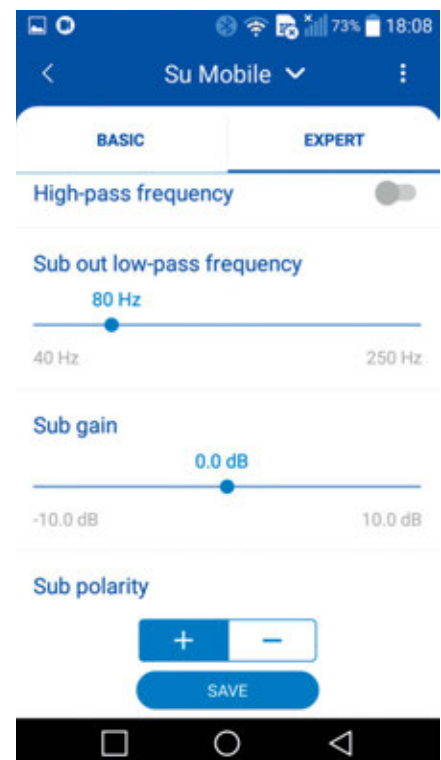 73% 18:08
Su Mobile
BASIC EXPERT
High-pass frequency
Sub out low-pass frequency
80 Hz
40 Hz 250 Hz
Sub gain
0.0 dB
-10.0 dB 10.0 dB
Sub polarity
+ −
SAVE